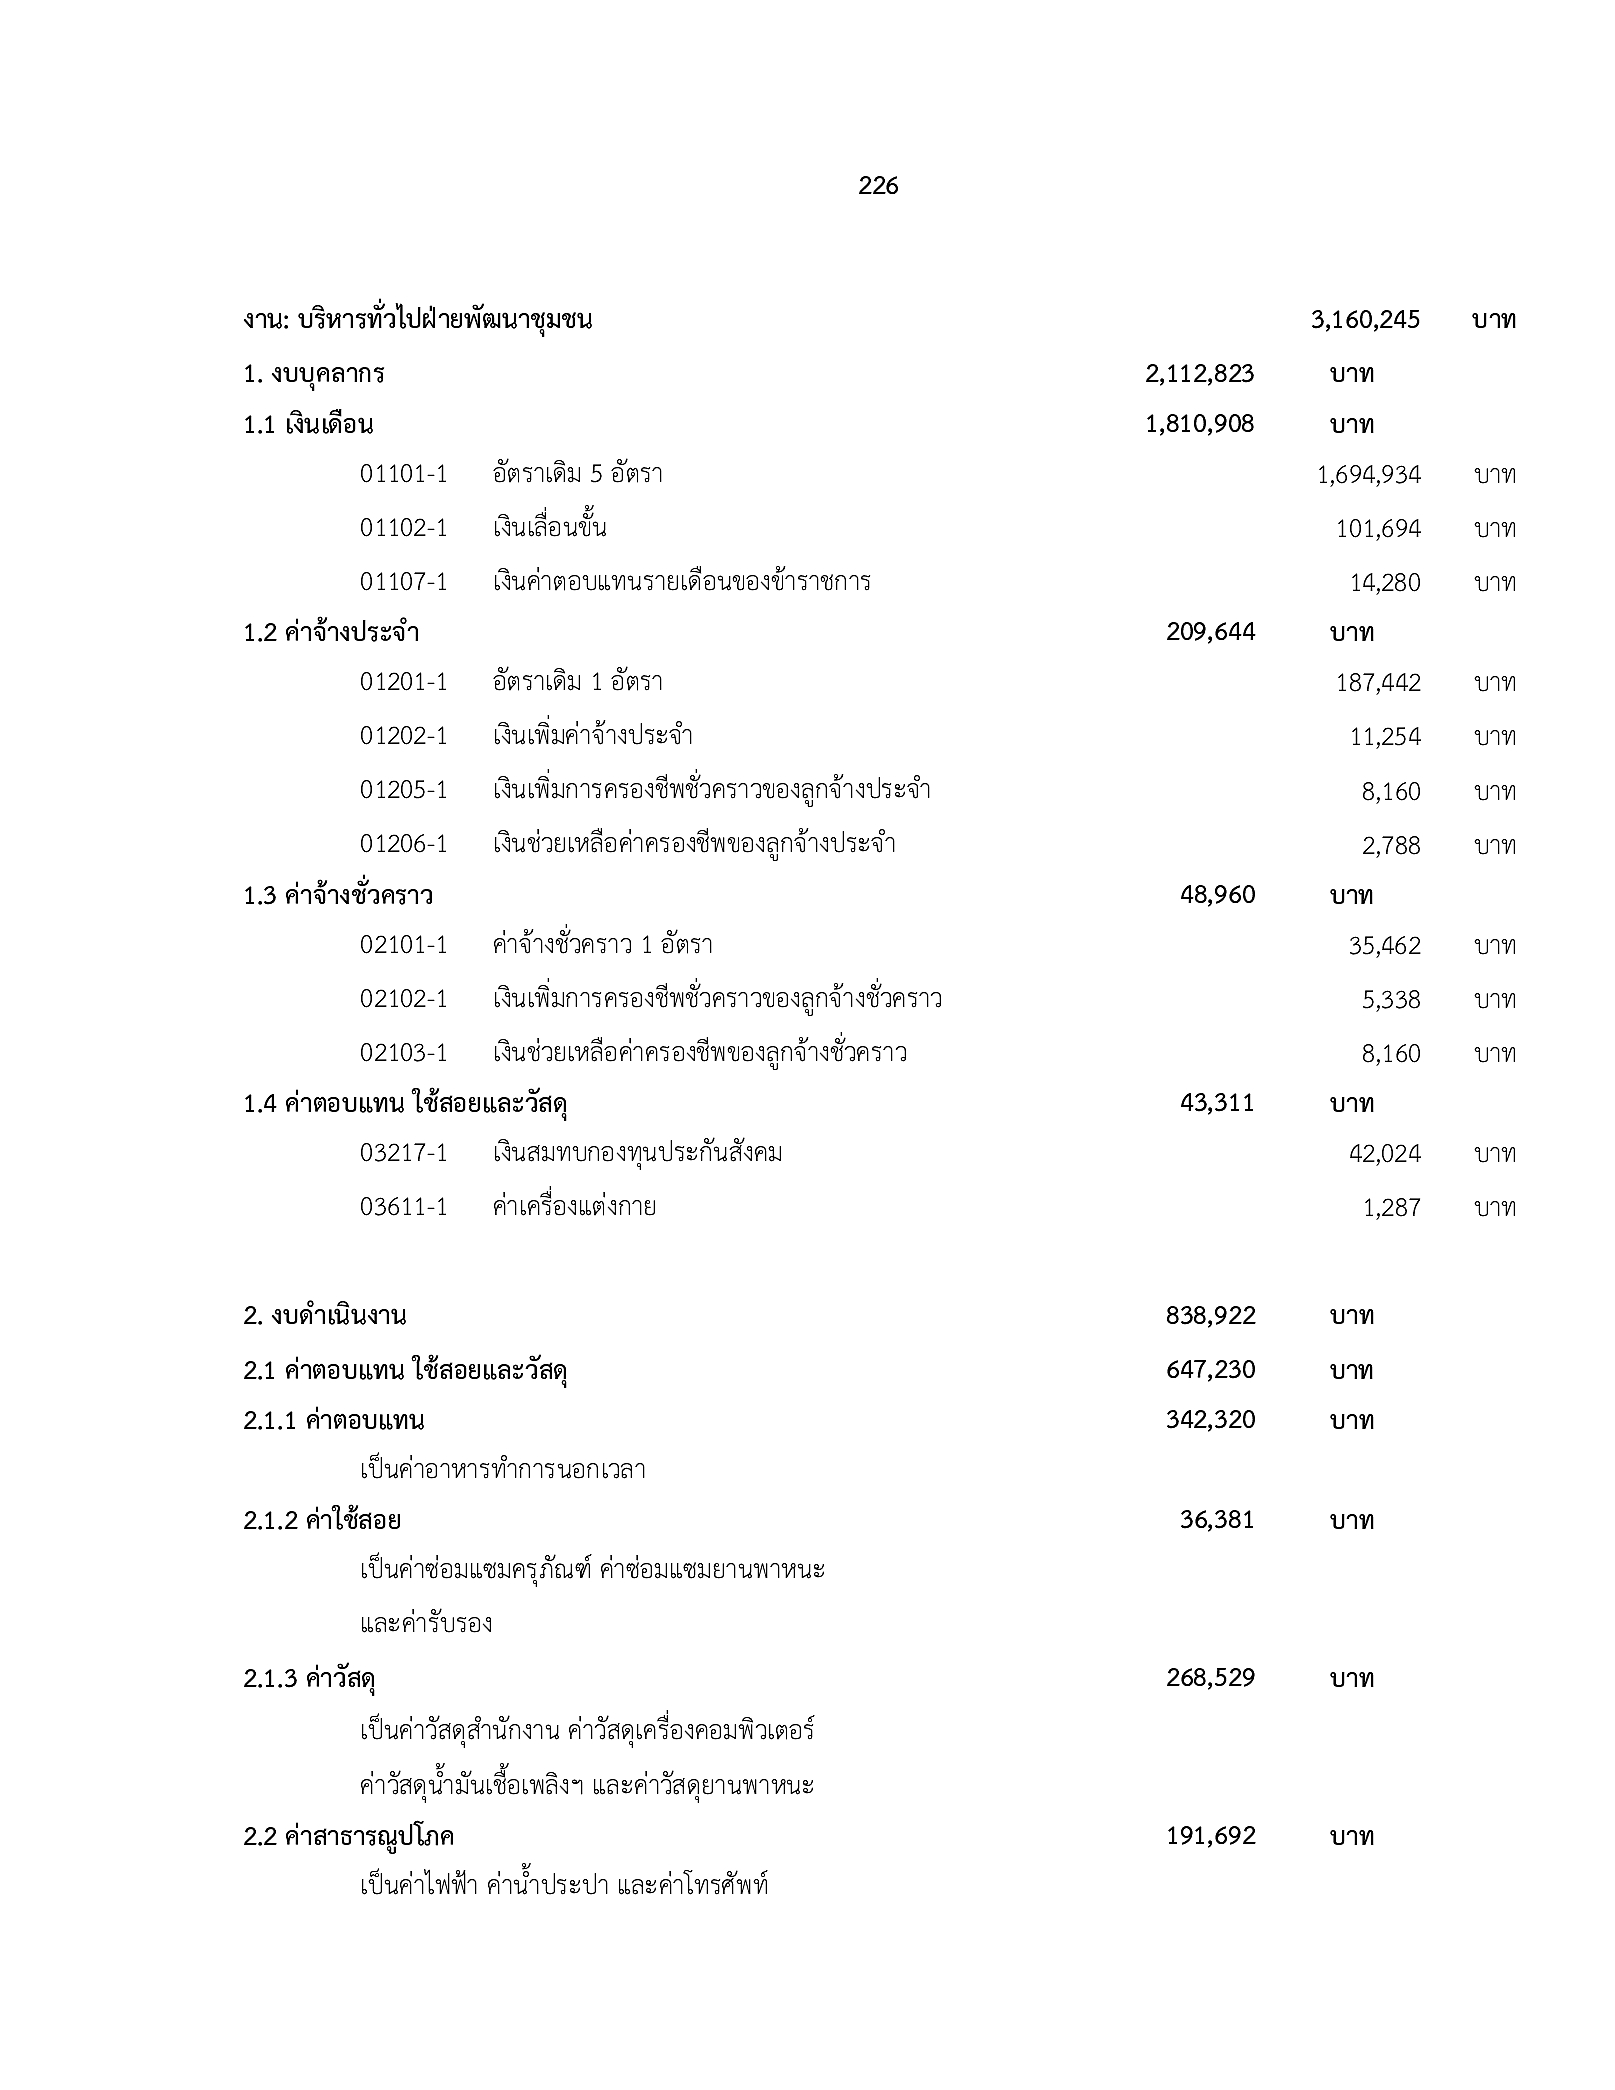 226
งาน: บริหารทั่วไปฝ่ายพัฒนาชุมชน 3,160,245 บาท
1. งบบุคลากร 2,112,823 บาท
1.1 เงินเดือน 1,810,908 บาท
01101-1 อัตราเดิม 5 อัตรา 1,694,934 บาท
01102-1 เงินเลื่อนขั้น 101,694 บาท
01107-1 เงินค่าตอบแทนรายเดือนของข้าราชการ 14,280 บาท
1.2 ค่าจ้างประจำ 209,644 บาท
01201-1 อัตราเดิม 1 อัตรา 187,442 บาท
01202-1 เงินเพิ่มค่าจ้างประจำ 11,254 บาท
01205-1 เงินเพิ่มการครองชีพชั่วคราวของลูกจ้างประจำ 8,160 บาท
01206-1 เงินช่วยเหลือค่าครองชีพของลูกจ้างประจำ 2,788 บาท
1.3 ค่าจ้างชั่วคราว 48,960 บาท
02101-1 ค่าจ้างชั่วคราว 1 อัตรา 35,462 บาท
02102-1 เงินเพิ่มการครองชีพชั่วคราวของลูกจ้างชั่วคราว 5,338 บาท
02103-1 เงินช่วยเหลือค่าครองชีพของลูกจ้างชั่วคราว 8,160 บาท
1.4 ค่าตอบแทน ใช้สอยและวัสดุ 43,311 บาท
03217-1 เงินสมทบกองทุนประกันสังคม 42,024 บาท
03611-1 ค่าเครื่องแต่งกาย 1,287 บาท
2. งบดำเนินงาน 838,922 บาท
2.1 ค่าตอบแทน ใช้สอยและวัสดุ 647,230 บาท
2.1.1 ค่าตอบแทน 342,320 บาท
เป็นค่าอาหารทำการนอกเวลา
2.1.2 ค่าใช้สอย 36,381 บาท
เป็นค่าซ่อมแซมครุภัณฑ์ ค่าซ่อมแซมยานพาหนะ
และค่ารับรอง
2.1.3 ค่าวัสดุ 268,529 บาท
เป็นค่าวัสดุสำนักงาน ค่าวัสดุเครื่องคอมพิวเตอร์
ค่าวัสดุน้ำมันเชื้อเพลิงฯ และค่าวัสดุยานพาหนะ
2.2 ค่าสาธารณูปโภค 191,692 บาท
เป็นค่าไฟฟ้า ค่าน้ำประปา และค่าโทรศัพท์